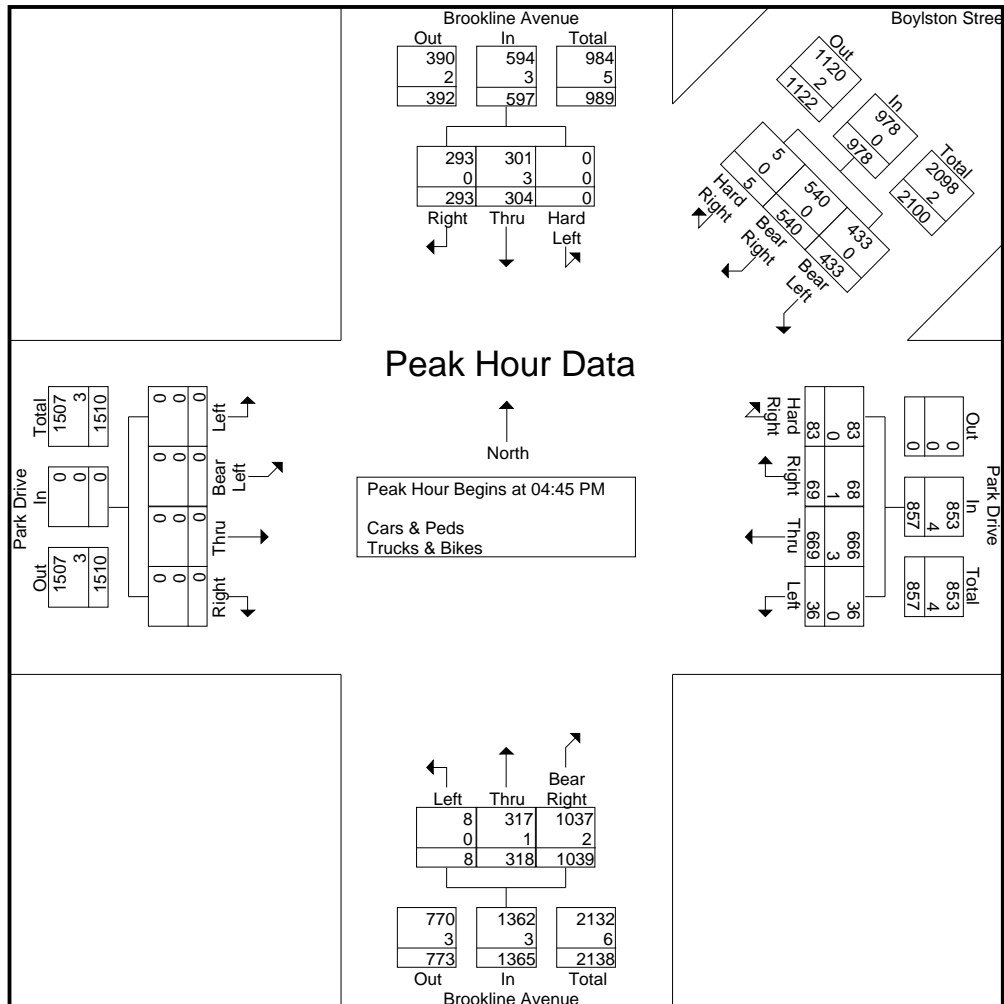 Brookline Avenue
Out In Total
390 594 984
2 3 5
392 597 989
293 301 0
0 3 0
293 304 0
Right Thru Hard
Left
Boylston Stree
Out
1120
2
1122
In
978
0
978
Total
2098
2
2100
5
0
5
Hard
Right
540
0
540
Bear
Right
433
0
433
Bear
Left
Peak Hour Data
North
Peak Hour Begins at 04:45 PM
Cars & Peds
Trucks & Bikes
Park Drive
Total
1507
3
1510
In
0
0
0
Out
1507
3
1510
0
0
0
Left
0
0
0
Bear
Left
0
0
0
Thru
0
0
0
Right
Hard
Right
83
0
83
Right
68
1
69
Thru
666
3
669
Left
36
0
36
Out
0
0
0
In
853
4
857
Total
853
4
857
Park Drive
Bear
Left Thru Right
8 317 1037
0 1 2
8 318 1039
770 1362 2132
3 3 6
773 1365 2138
Out In Total
Brookline Avenue